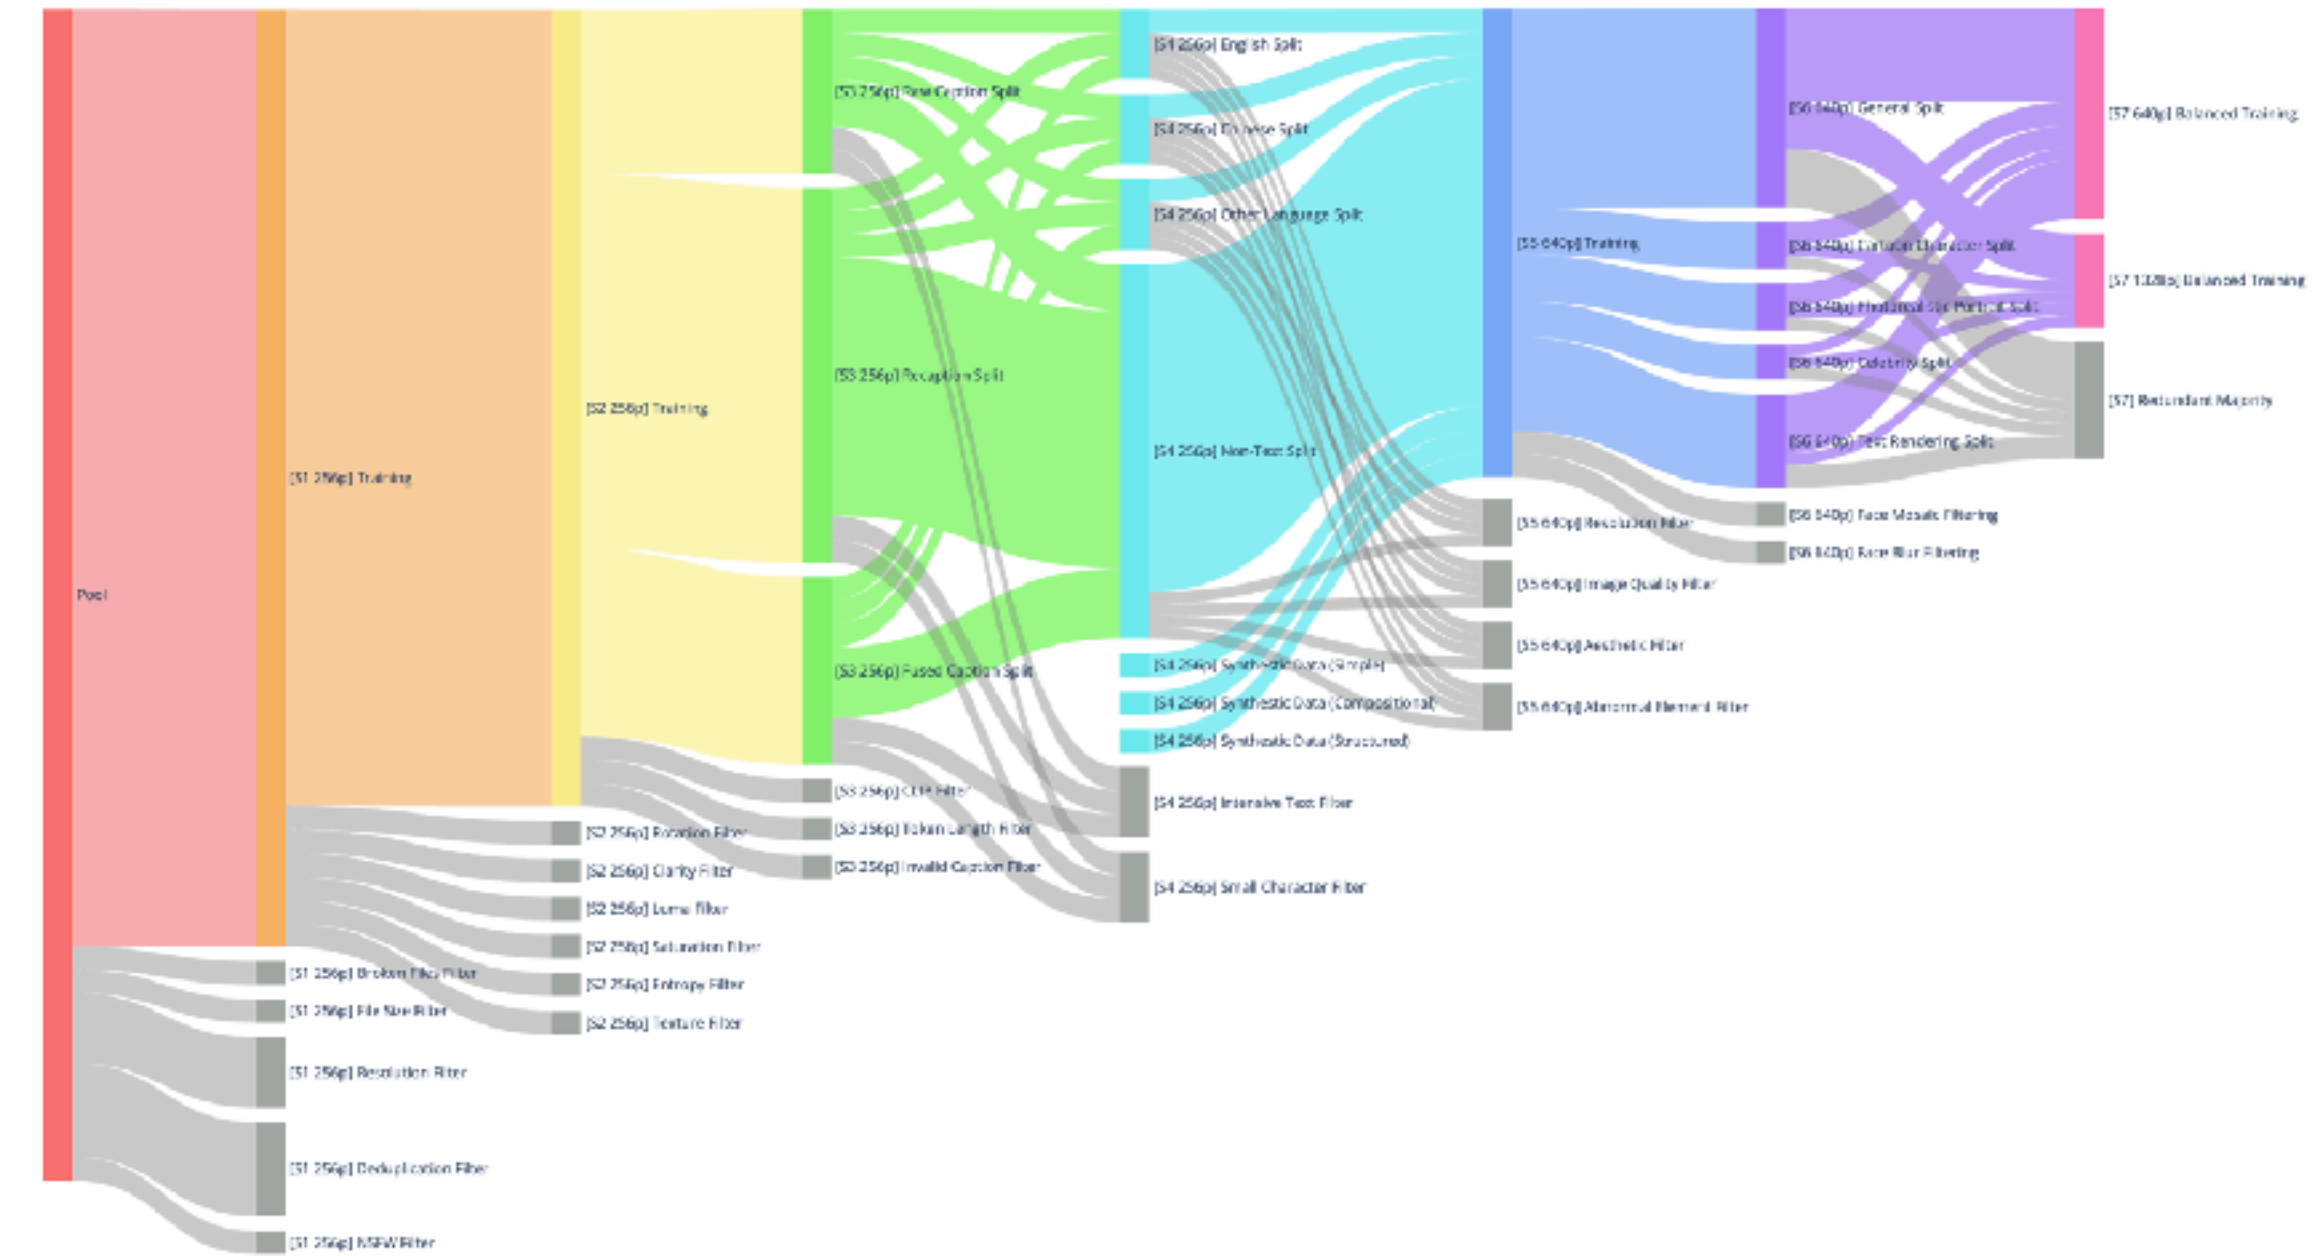 Pool
[S1 256p] Training
[S1 256p] Broken Files Filter
[S1 256p] File Size Filter
[S1 256p] Resolution Filter
[S1 256p] Deduplication Filter
[S1 256p] NSFW Filter
[S2 256p] Training
[S2 256p] Rotation Filter
[S2 256p] Clarity Filter
[S2 256p] Luma Filter
[S2 256p] Saturation Filter
[S2 256p] Entropy Filter
[S2 256p] Texture Filter
[S3 256p] Raw Caption Split
[S3 256p] Recaption Split
[S3 256p] Fused Caption Split
[S3 256p] CLIP Filter
[S3 256p] Token Length Filter
[S3 256p] Invalid Caption Filter
[S4 256p] English Split
[S4 256p] Chinese Split
[S4 256p] Other Language Split
[S4 256p] Non-Text Split
[S4 256p] Synthestic Data (Simple)
[S4 256p] Synthestic Data (Compositional)
[S4 256p] Synthestic Data (Structured)
[S4 256p] Intensive Text Filter
[S4 256p] Small Character Filter
[S5 640p] Training
[S5 640p] Resolution Filter
[S5 640p] Image Quality Filter
[S5 640p] Aesthetic Filter
[S5 640p] Abnormal Element Filter
[S6 640p] General Split
[S6 640p] Cartoon Character Split
[S6 640p] Photorealistic Portrait Split
[S6 640p] Celebrity Split
[S6 640p] Text Rendering Split
[S6 640p] Face Mosaic Filtering
[S6 640p] Face Blur Filtering
[S7 640p] Balanced Training
[S7 1328p] Balanced Training
[S7] Redundant Majority